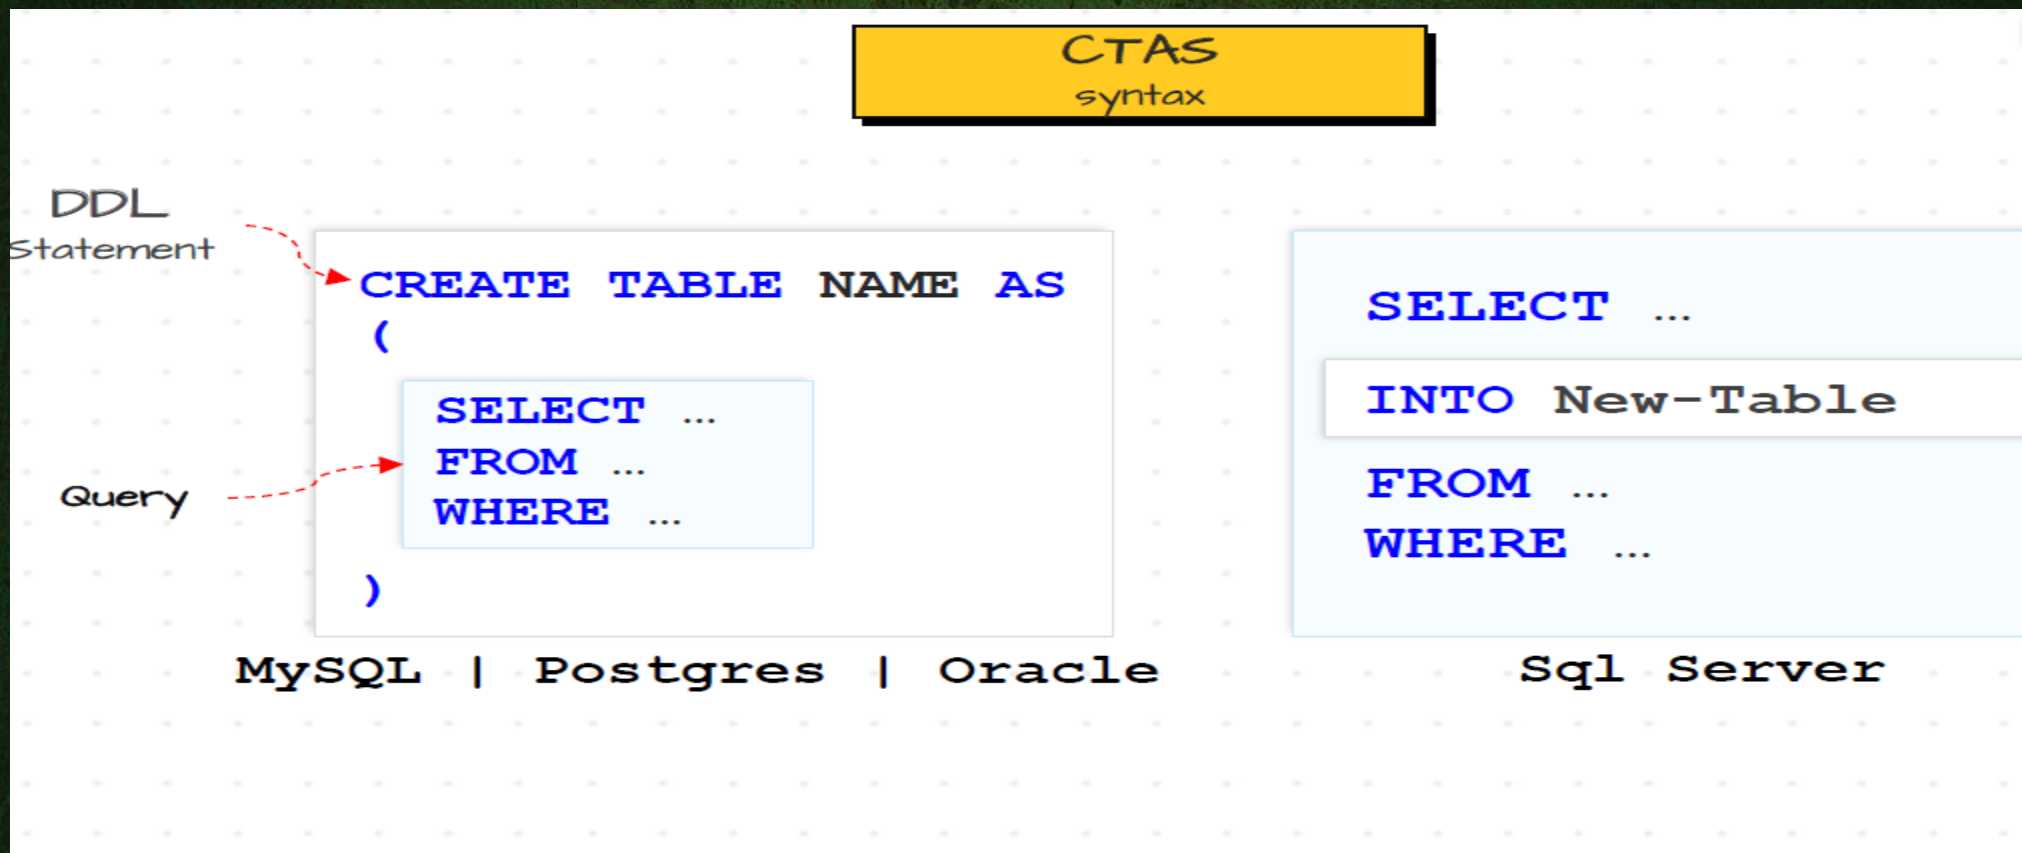 CTAS
syntax
DDL
Statement
CREATE TABLE NAME AS
(
SELECT ...
FROM ...
WHERE ...
)
Query
MySQL | Postgres | Oracle
SELECT ...
INTO New-Table
FROM ...
WHERE ...
Sql Server